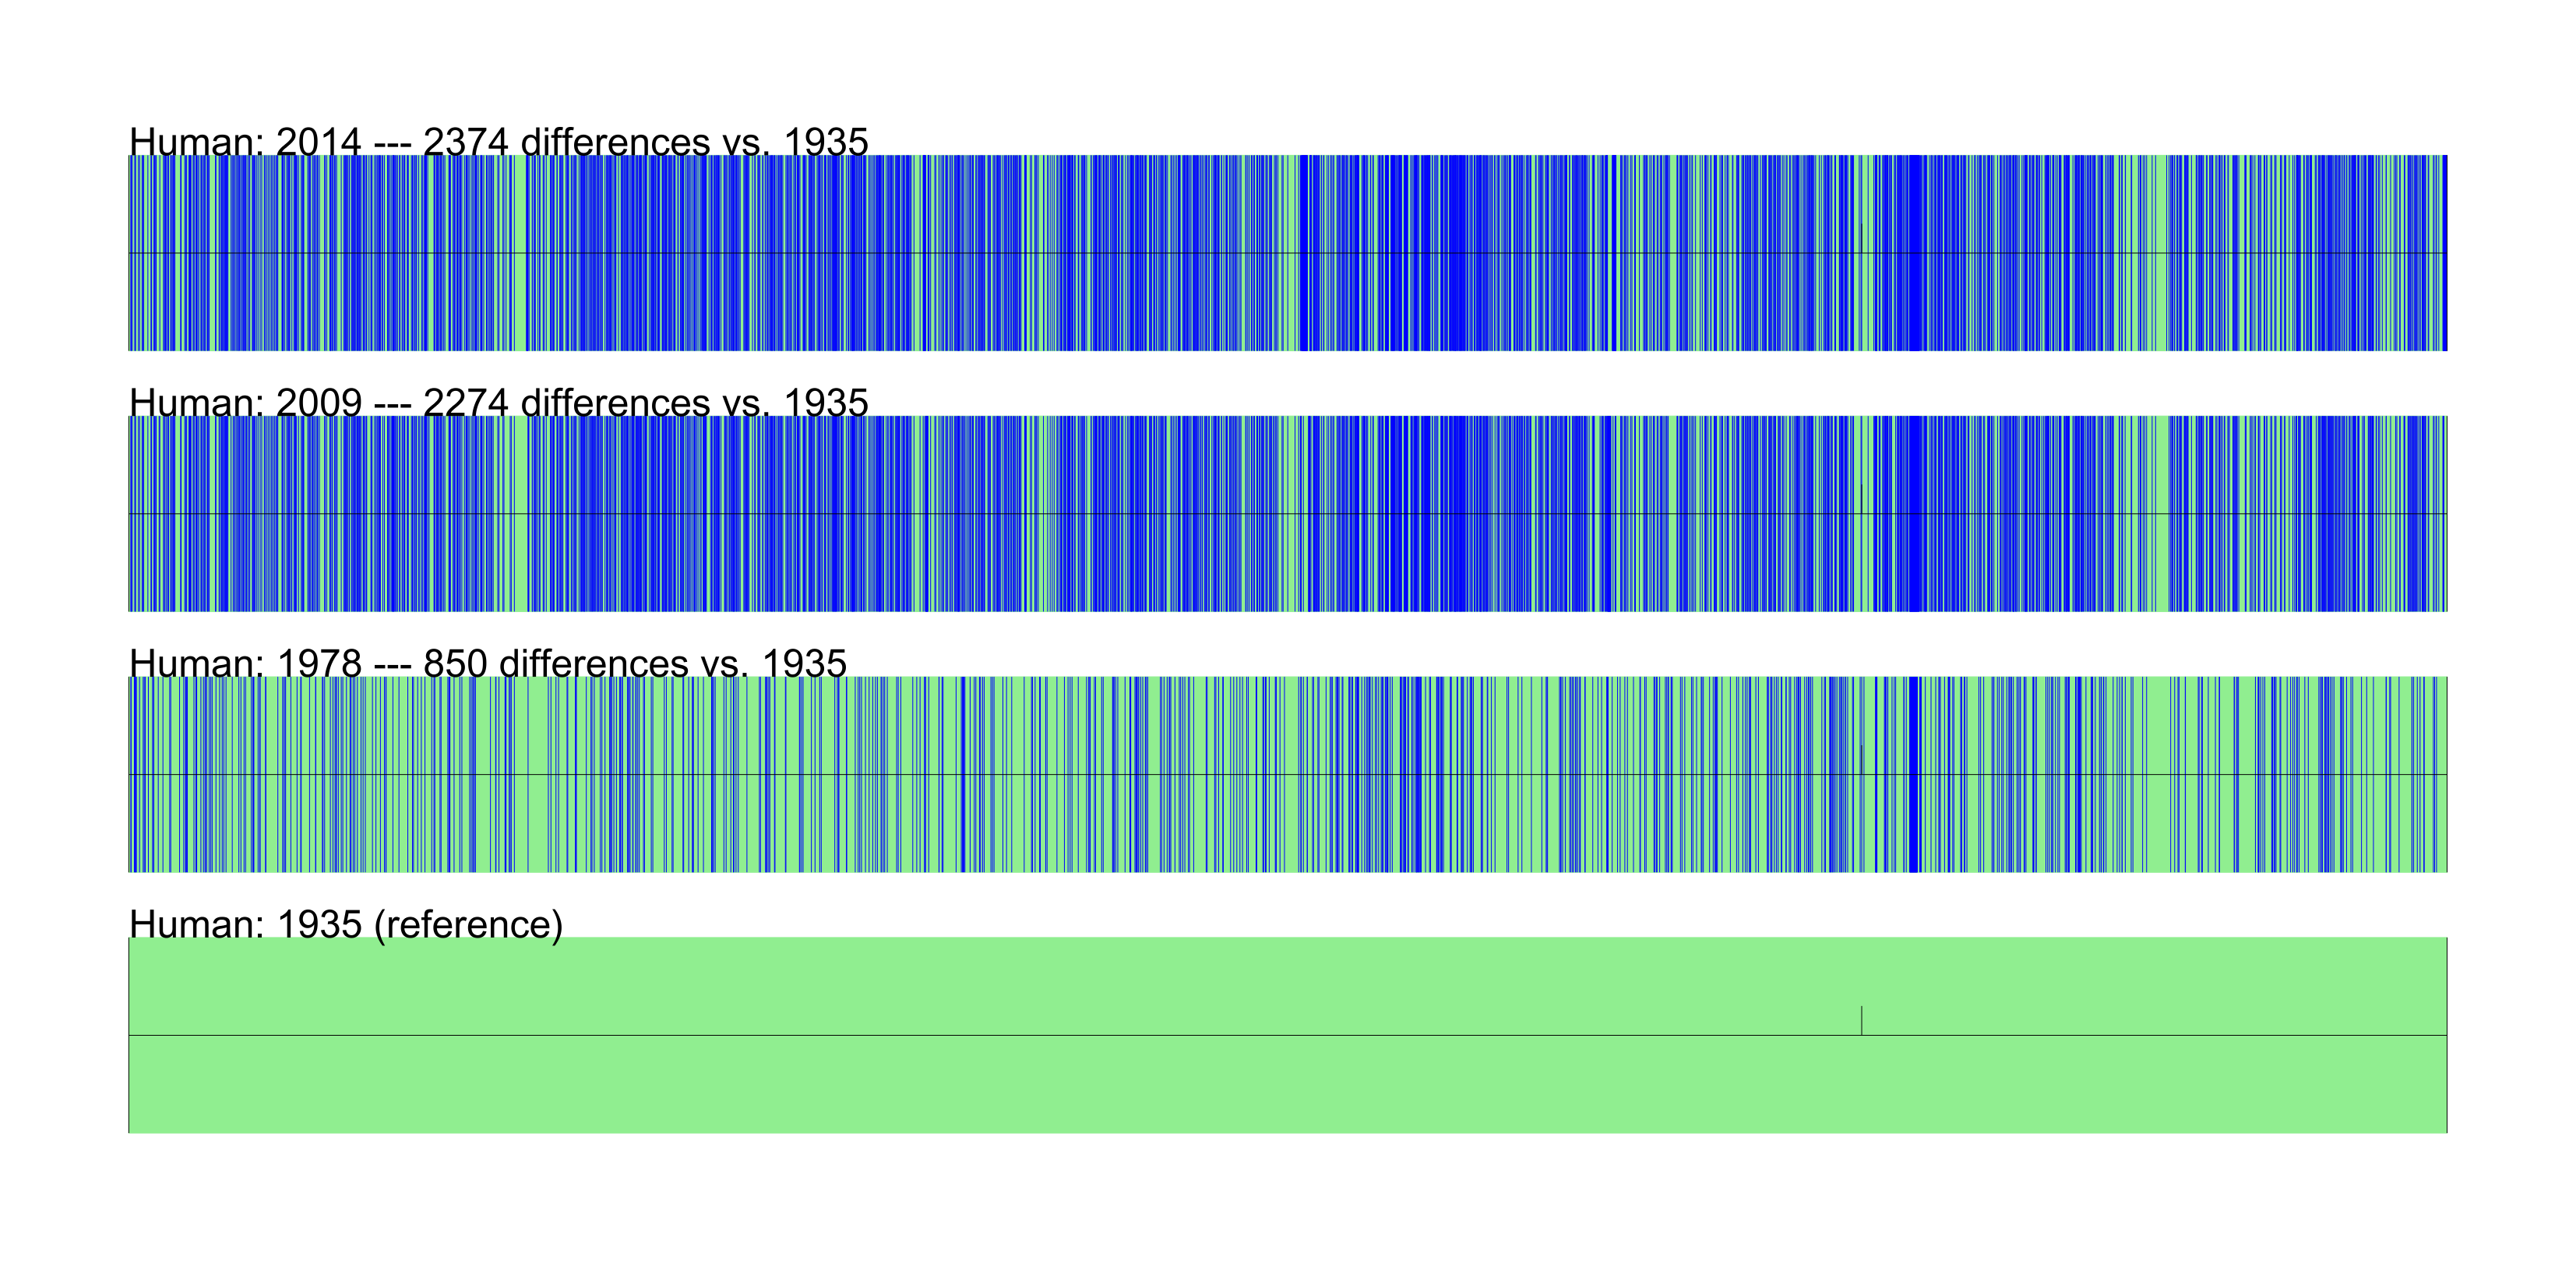 Human: 2014 --- 2374 differences vs. 1935
Human: 2009 --- 2274 differences vs. 1935
Human: 1978 --- 850 differences vs. 1935
Human: 1935 (reference)